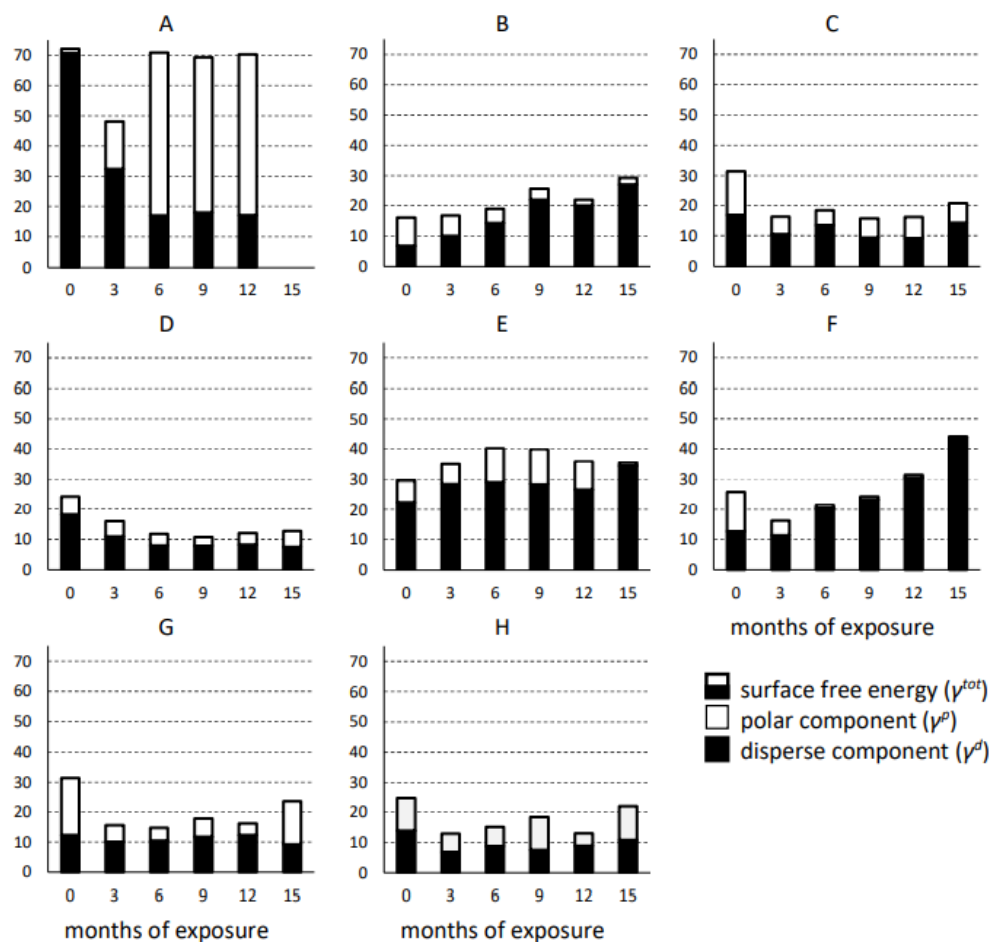 A B C
70 70 70
60 60 60
50 50 50
40 40 40
30 30 30
20 20 20
10 10 10
0 0 0
0 3 6 9 12 15 0 3 6 9 12 15 0 3 6 9 12 15
D E F
70 70 70
60 60 60
50 50 50
40 40 40
30 30 30
20 20 20
10 10 10
0 0 0
0 3 6 9 12 15 0 3 6 9 12 15 0 3 6 9 12 15
months of exposure
G H
70 70
60 60
50 50
40 40
30 30
20 20
10 10
0 0
0 3 6 9 12 15 0 3 6 9 12 15
months of exposure months of exposure
surface free energy (γ^tot)
polar component (γ^p)
disperse component (γ^d)